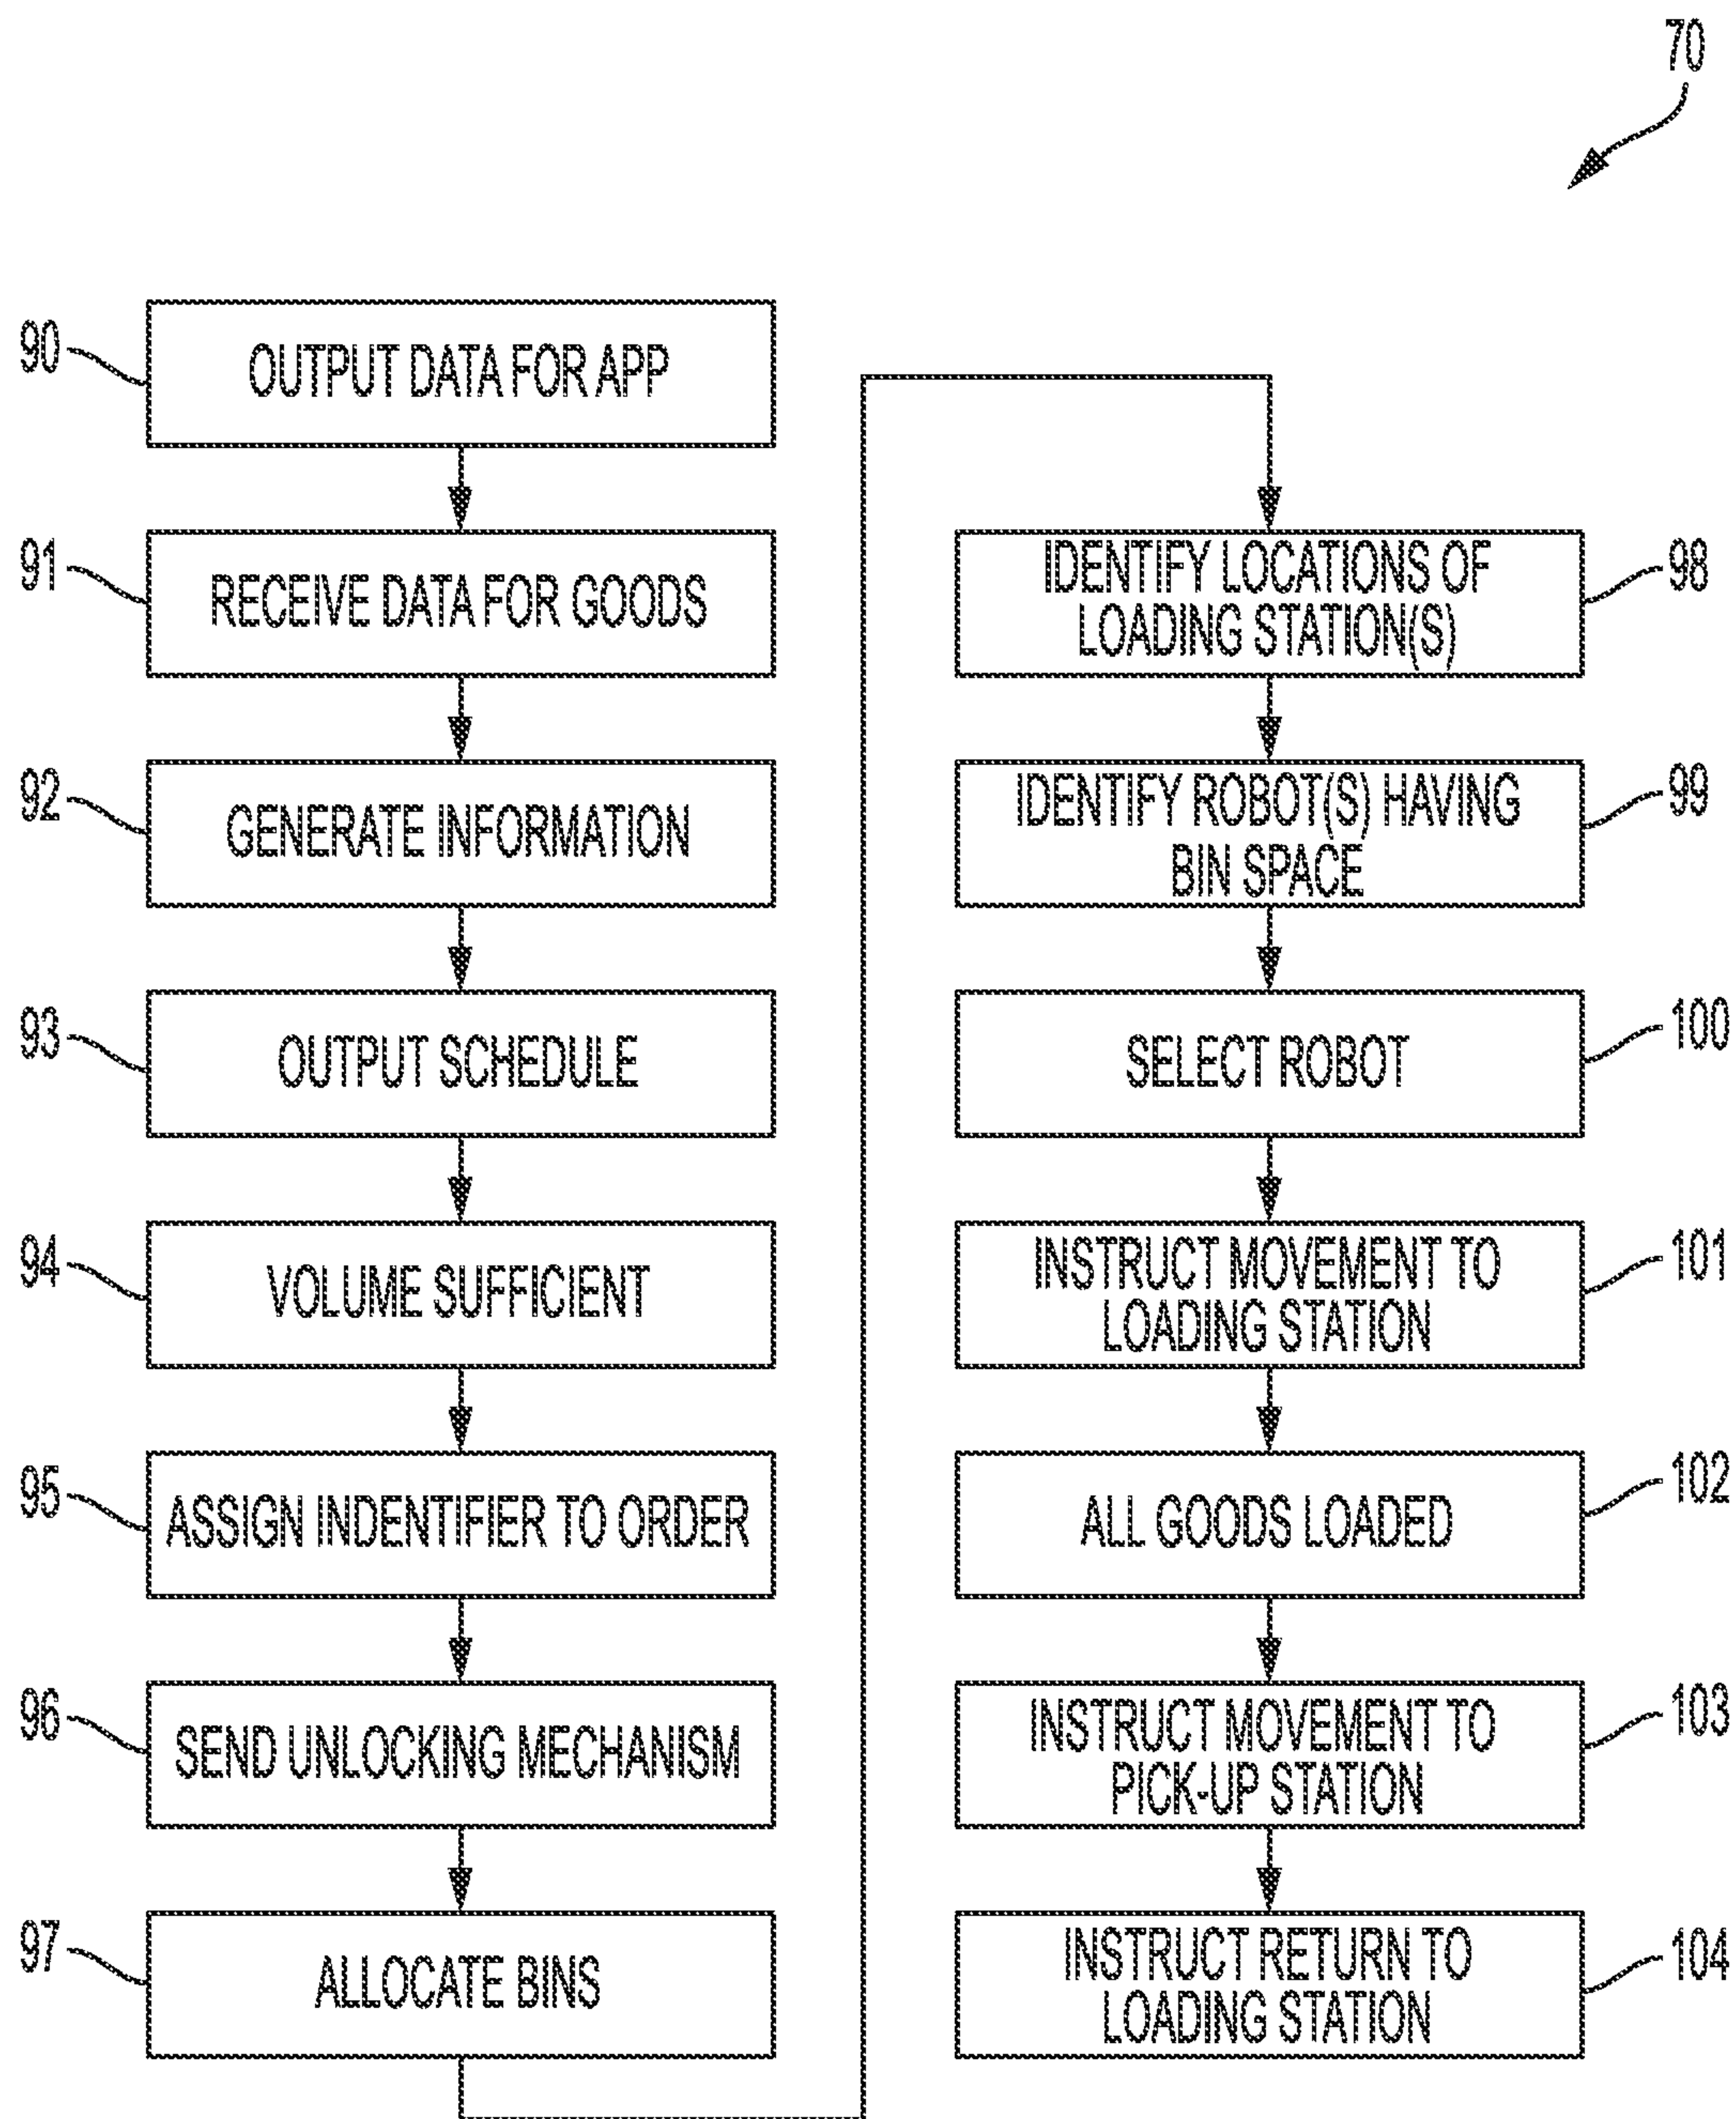 70
90
OUTPUT DATA FOR APP
91
RECEIVE DATA FOR GOODS
92
GENERATE INFORMATION
93
OUTPUT SCHEDULE
94
VOLUME SUFFICIENT
95
ASSIGN INDENTIFIER TO ORDER
96
SEND UNLOCKING MECHANISM
97
ALLOCATE BINS
IDENTIFY LOCATIONS OF
LOADING STATION(S)
98
IDENTIFY ROBOT(S) HAVING
BIN SPACE
99
SELECT ROBOT
100
INSTRUCT MOVEMENT TO
LOADING STATION
101
ALL GOODS LOADED
102
INSTRUCT MOVEMENT TO
PICK-UP STATION
103
INSTRUCT RETURN TO
LOADING STATION
104